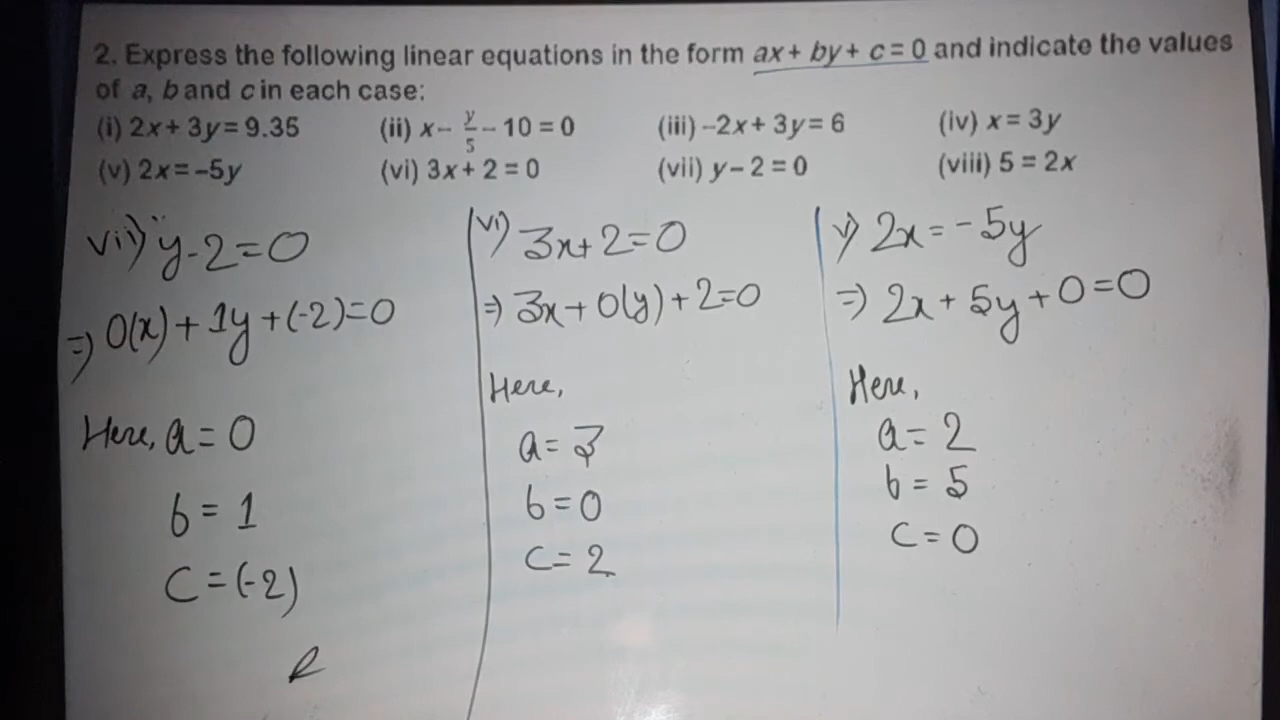 2. Express the following linear equations in the form ax + by + c = 0 and indicate the values
of a, b and c in each case:
(i) 2x + 3y = 9.35 (ii) x - y/5 - 10 = 0 (iii) -2x + 3y = 6 (iv) x = 3y
(v) 2x = -5y (vi) 3x + 2 = 0 (vii) y - 2 = 0 (viii) 5 = 2x
vii) y - 2 = 0
⇒ 0(x) + 1y + (-2) = 0
Here, a = 0
b = 1
C = (-2)
vi) 3x + 2 = 0
⇒ 3x + 0(y) + 2 = 0
Here,
a = 3
b = 0
C = 2
v) 2x = -5y
⇒ 2x + 5y + 0 = 0
Here,
a = 2
b = 5
C = 0